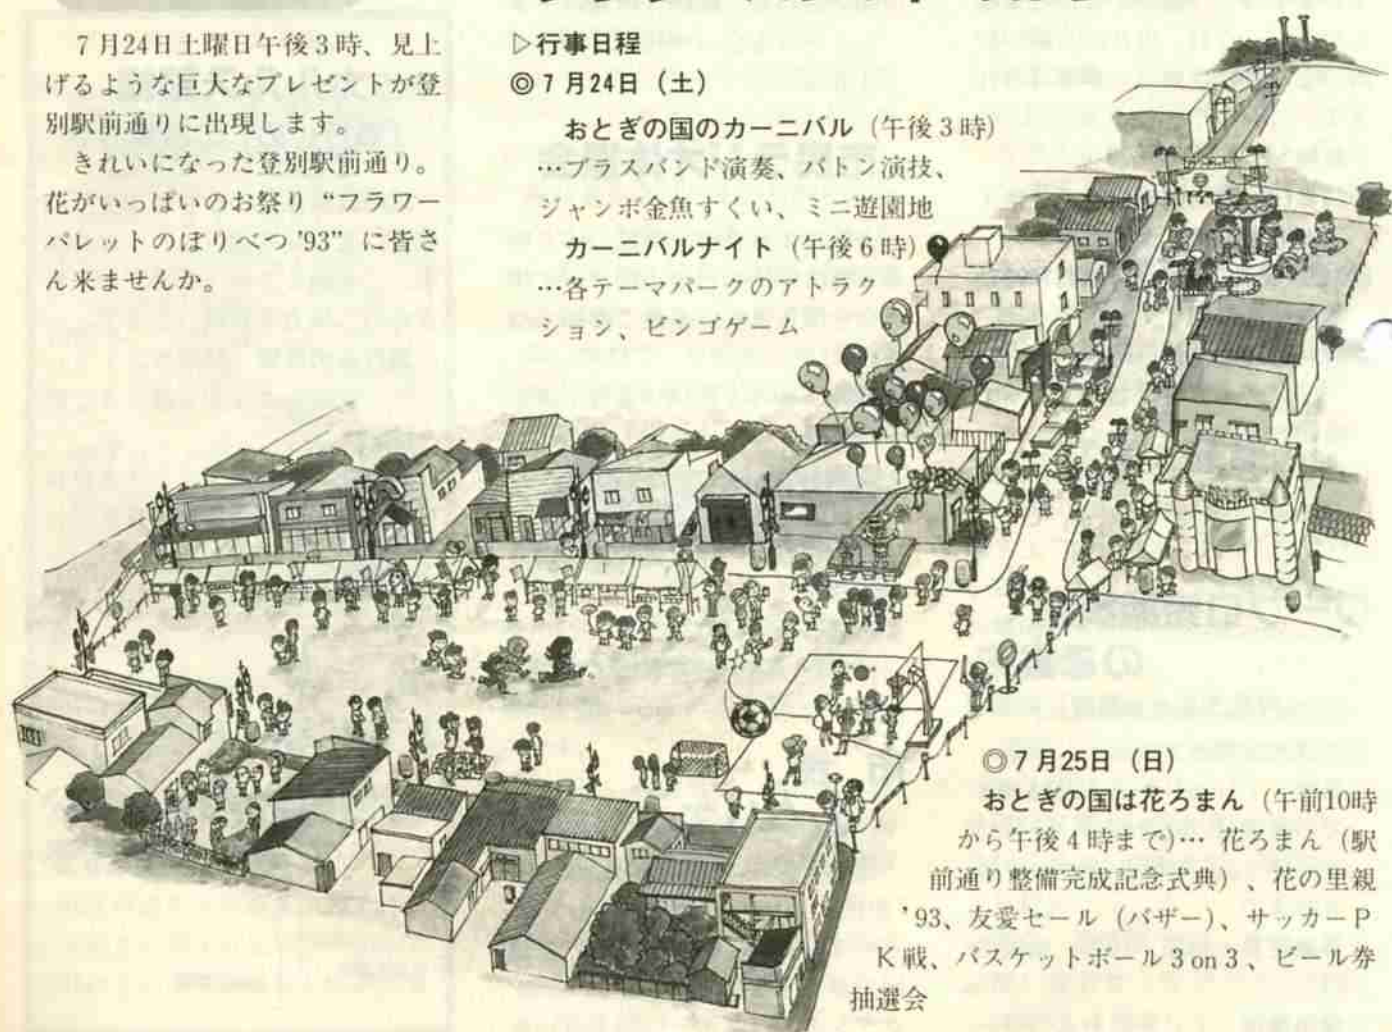 7月24日土曜日午後3時、見上
げるような巨大なプレゼントが登
別駅前通りに出現します。
きれいになった登別駅前通り。
花がいっぱいのお祭り“フラワー
パレットのぼりべつ’93”に皆さ
ん来ませんか。
▷行事日程
◎7月24日（土）
おとぎの国のカーニバル（午後3時）
…ブラスバンド演奏、バトン演技、
ジャンボ金魚すくい、ミニ遊園地
カーニバルナイト（午後6時）
…各テーマパークのアトラク
ション、ビンゴゲーム
◎7月25日（日）
おとぎの国は花ろまん（午前10時
から午後4時まで）…花ろまん（駅
前通り整備完成記念式典）、花の里親
’93、友愛セール（バザー）、サッカーP
K戦、バスケットボール3on3、ビール券
抽選会